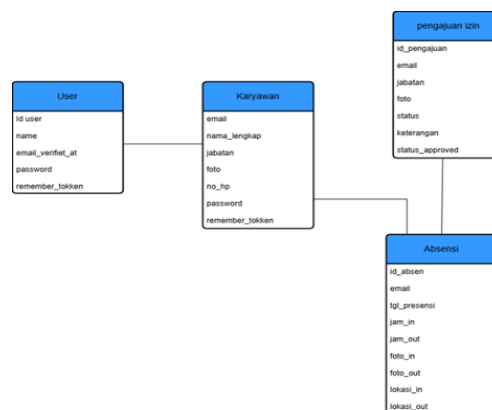 pengajuan izin
id_pengajuan
email
jabatan
foto
status
keterangan
status_approved
User
Id user
name
email_verifiet_at
password
remember_tokken
Karyawan
email
nama_lengkap
jabatan
foto
no_hp
password
remember_tokken
Absensi
id_absen
email
tgl_presensi
jam_in
jam_out
foto_in
foto_out
lokasi_in
lokasi_out